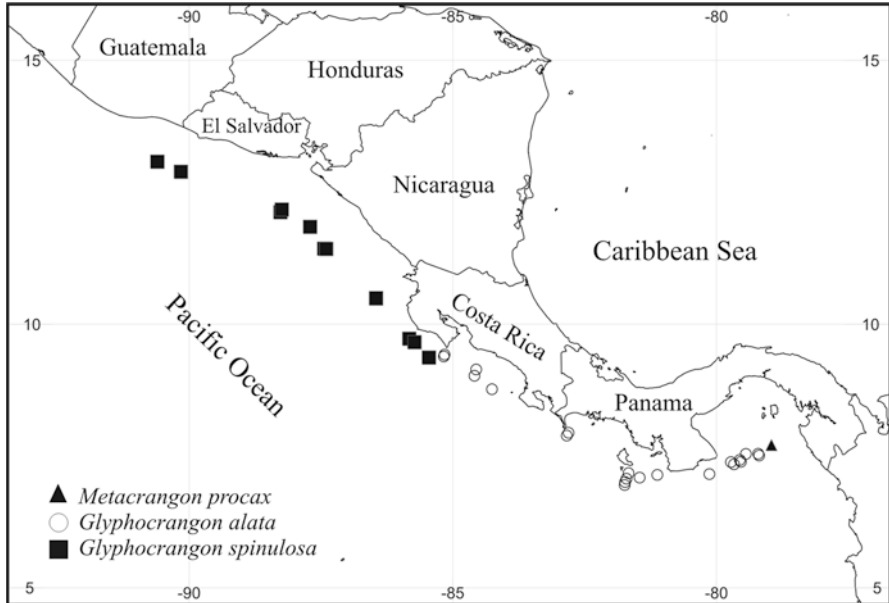 -90 -85 -80
Guatemala
15 15
Honduras
El Salvador
Nicaragua
Caribbean Sea
10 10
Costa Rica
Pacific Ocean
Panama
Metacrangon procax
Glyphocrangon alata
Glyphocrangon spinulosa
5 5
-90 -85 -80